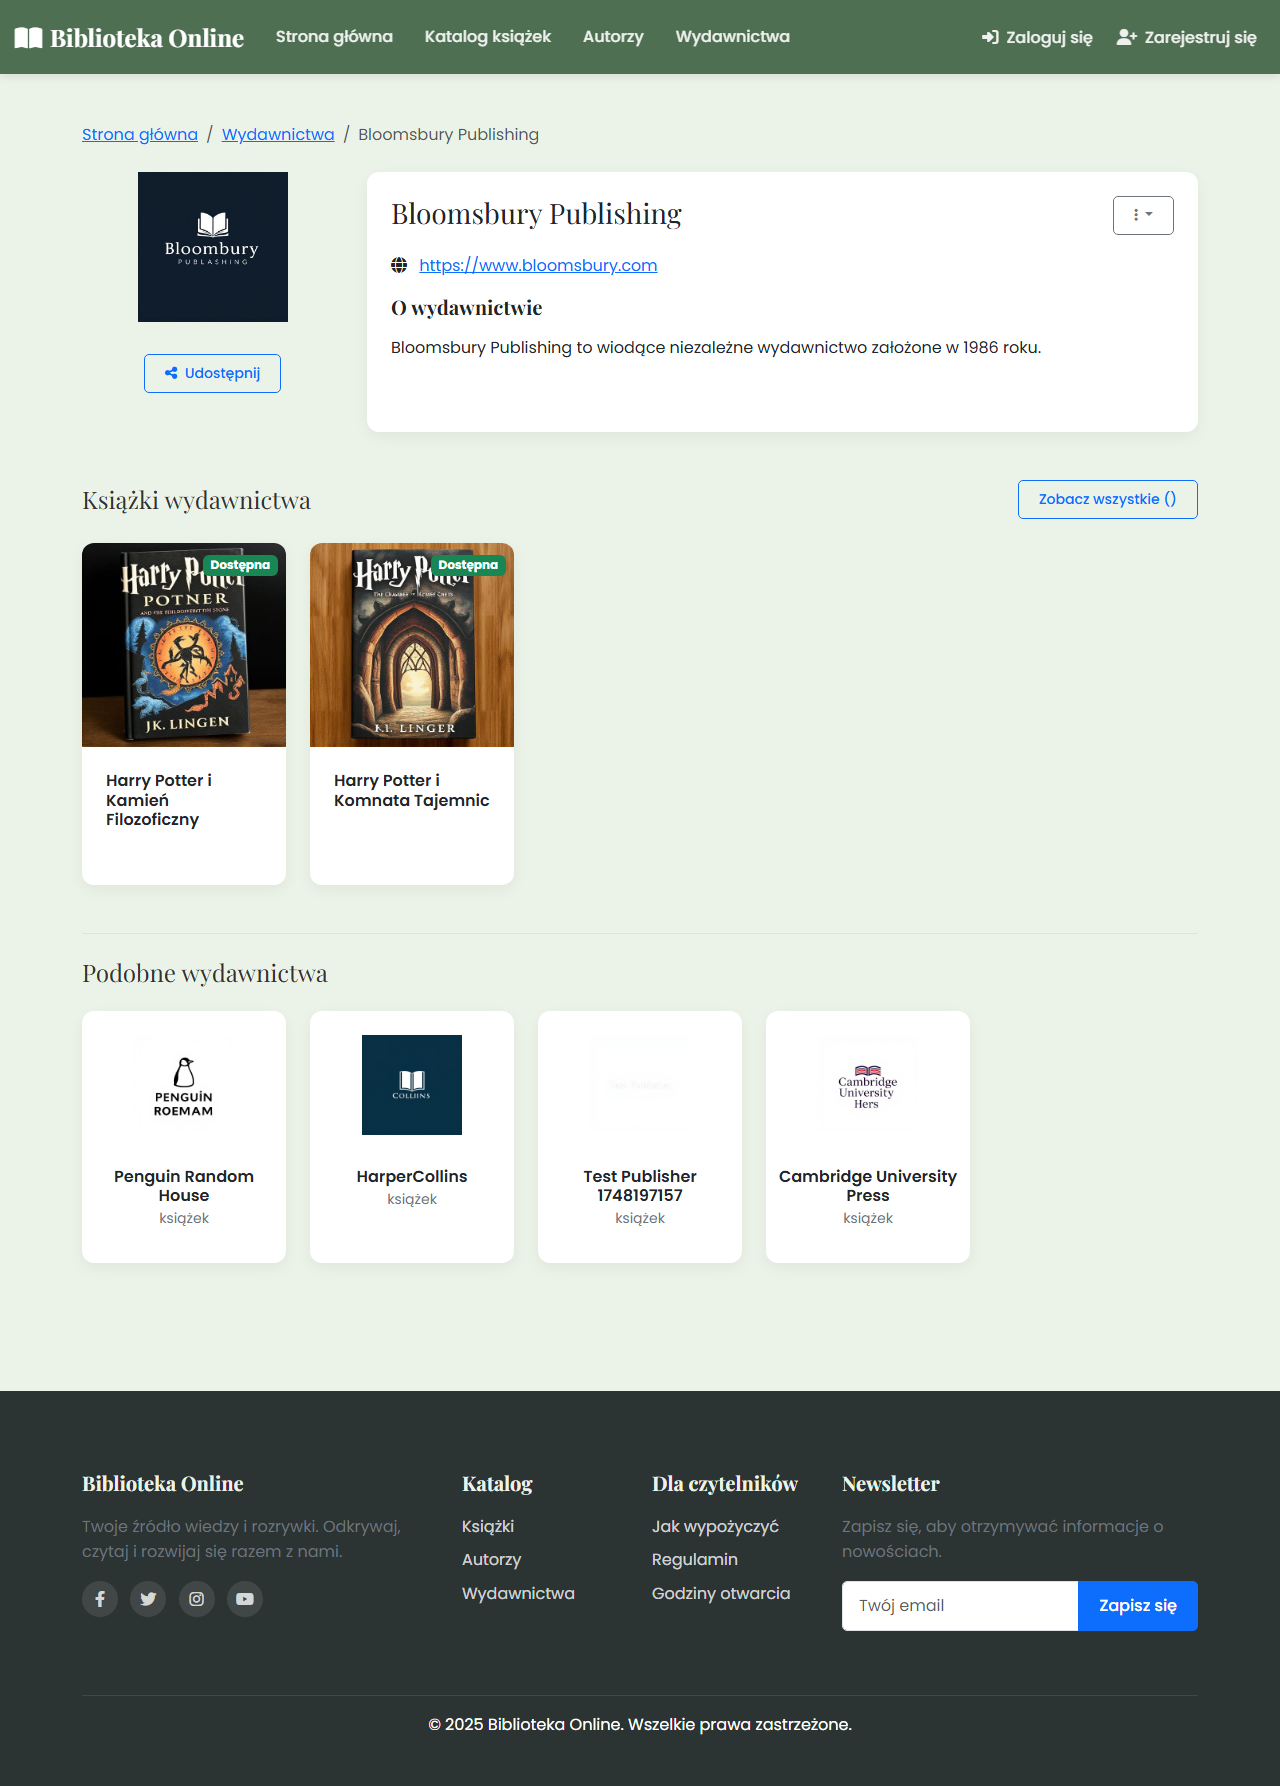 Biblioteka Online
Strona główna
Katalog książek
Autorzy
Wydawnictwa
Zaloguj się
Zarejestruj się
Strona główna / Wydawnictwa / Bloomsbury Publishing
Bloombury
PUBLASHING
Udostępnij
Bloomsbury Publishing
https://www.bloomsbury.com
O wydawnictwie
Bloomsbury Publishing to wiodące niezależne wydawnictwo założone w 1986 roku.
Książki wydawnictwa
Zobacz wszystkie ()
Dostępna
Harry Potter
POTNER
JK. LINGEN
Harry Potter i
Kamień
Filozoficzny
Dostępna
K.I. LINGER
Harry Potter i
Komnata Tajemnic
Podobne wydawnictwa
PENGUIN
ROEMAM
Penguin Random
House
książek
COLLIINS
HarperCollins
książek
Test Publisher
1748197157
książek
Cambridge
University
Hers
Cambridge University
Press
książek
Biblioteka Online
Twoje źródło wiedzy i rozrywki. Odkrywaj,
czytaj i rozwijaj się razem z nami.
Katalog
Książki
Autorzy
Wydawnictwa
Dla czytelników
Jak wypożyczyć
Regulamin
Godziny otwarcia
Newsletter
Zapisz się, aby otrzymywać informacje o
nowościach.
Twój email
Zapisz się
© 2025 Biblioteka Online. Wszelkie prawa zastrzeżone.